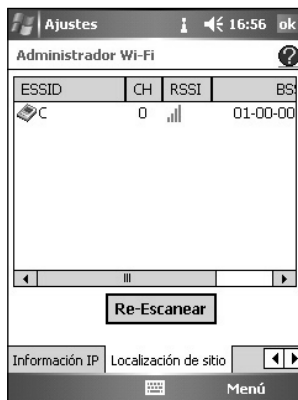 Ajustes 16:56 ok
Administrador Wi-Fi
ESSID CH RSSI BS
C 0 01-00-00
Re-Escanear
Información IP Localización de sitio
Menú